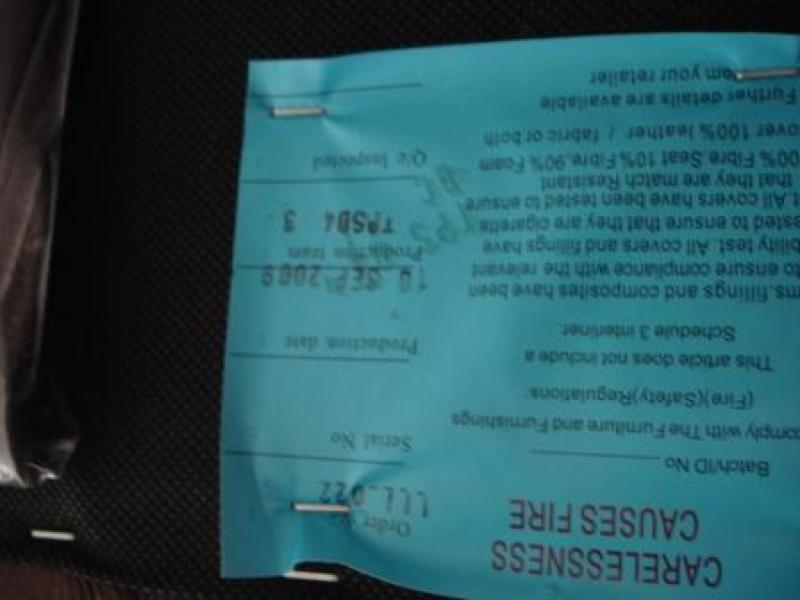 CARELESSNESS
CAUSES FIRE
Batch/ID No
comply with The Furniture and Furnishings
(Fire)(Safety)Regulations:
This article does not include a
Schedule 3 interliner.
ms,fillings and composites have been
to ensure compliance with the relevant
bility test. All covers and fillings have
ested to ensure that they are cigarette
t.All covers have been tested to ensure
that they are match Resistant
00% Fibre.Seat 10% Fibre,90% Foam
over 100% leather / fabric or both
Further details are available
om your retailer
Order
Serial No
Production date
10 SEP 2009
Production team
TPSD4 3
Q/c Inspected